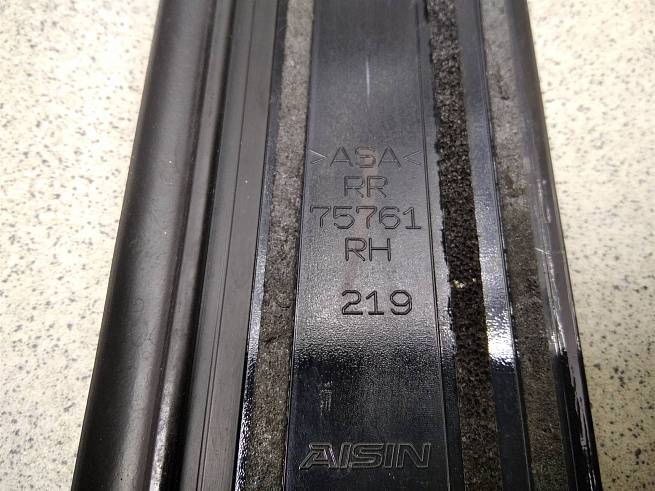 >ASA<
RR
75761
RH
219
AISIN